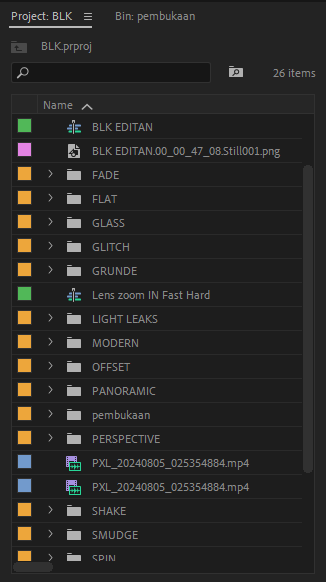 Project: BLK
Bin: pembukaan
BLK.prproj
26 items
Name
BLK EDITAN
BLK EDITAN.00_00_47_08.Still001.png
FADE
FLAT
GLASS
GLITCH
GRUNDE
Lens zoom IN Fast Hard
LIGHT LEAKS
MODERN
OFFSET
PANORAMIC
pembukaan
PERSPECTIVE
PXL_20240805_025354884.mp4
PXL_20240805_025354884.mp4
SHAKE
SMUDGE
SPIN